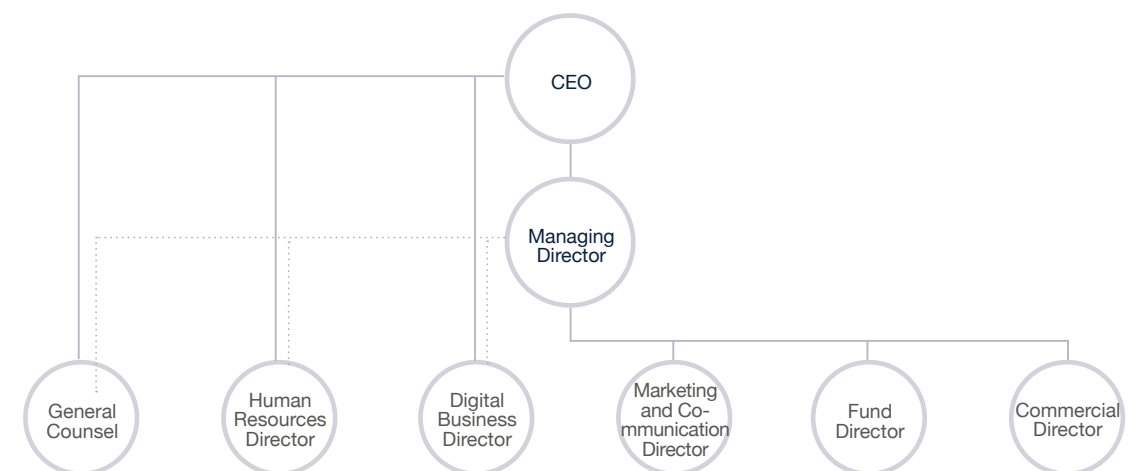 CEO
Managing
Director
General
Counsel
Human
Resources
Director
Digital
Business
Director
Marketing
and Co-
mmunication
Director
Fund
Director
Commercial
Director